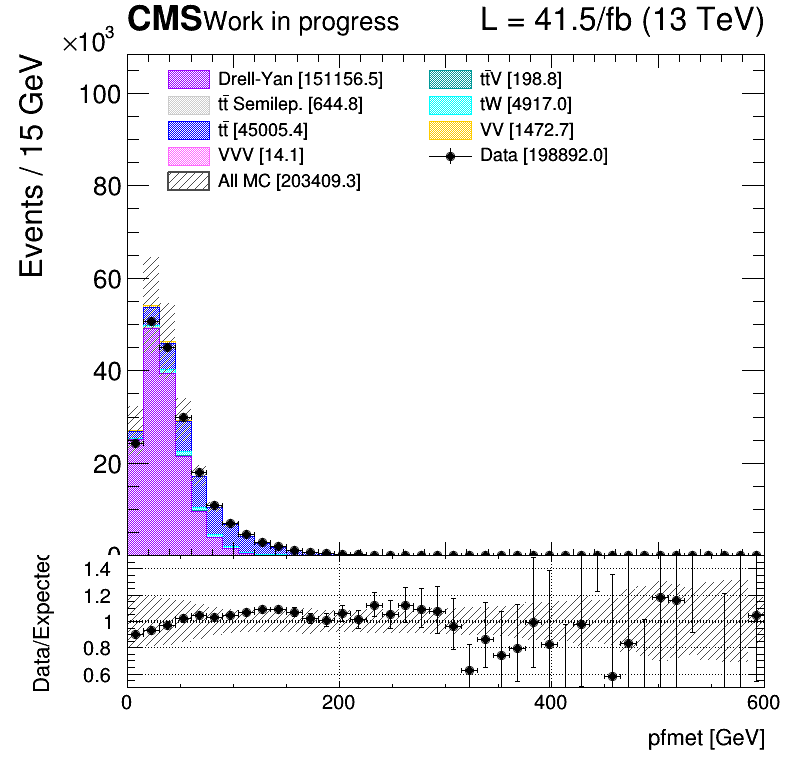 CMS Work in progress L = 41.5/fb (13 TeV)
×10³
Events / 15 GeV
100
80
60
40
20
0
Drell-Yan [151156.5]
tt̄ Semilep. [644.8]
tt̄ [45005.4]
VVV [14.1]
All MC [203409.3]
tt̄V [198.8]
tW [4917.0]
VV [1472.7]
Data [198892.0]
Data/Expected
1.4
1.2
1
0.8
0.6
0 200 400 600
pfmet [GeV]